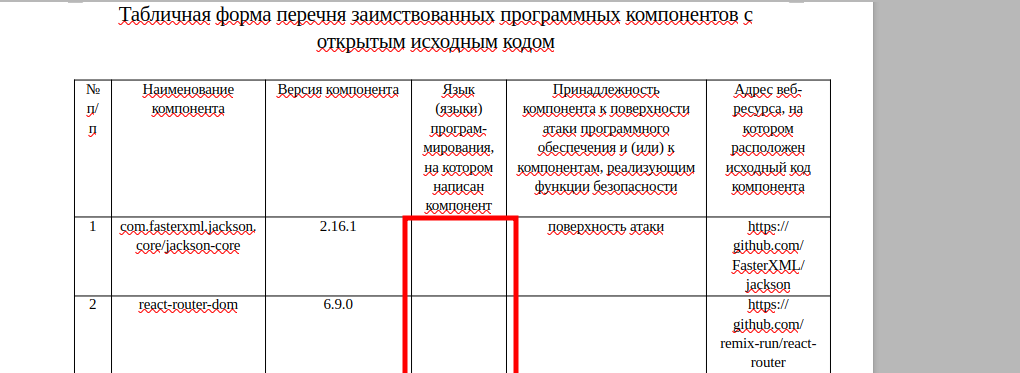 Табличная форма перечня заимствованных программных компонентов с
открытым исходным кодом
№
п/
п
Наименование
компонента
Версия компонента
Язык
(языки)
програм-
мирования,
на котором
написан
компонент
Принадлежность
компонента к поверхности
атаки программного
обеспечения и (или) к
компонентам, реализующим
функции безопасности
Адрес веб-
ресурса, на
котором
расположен
исходный код
компонента
1
com.fasterxml.jackson.
core/jackson-core
2.16.1
поверхность атаки
https://
github.com/
FasterXML/
jackson
2
react-router-dom
6.9.0
https://
github.com/
remix-run/react-
router